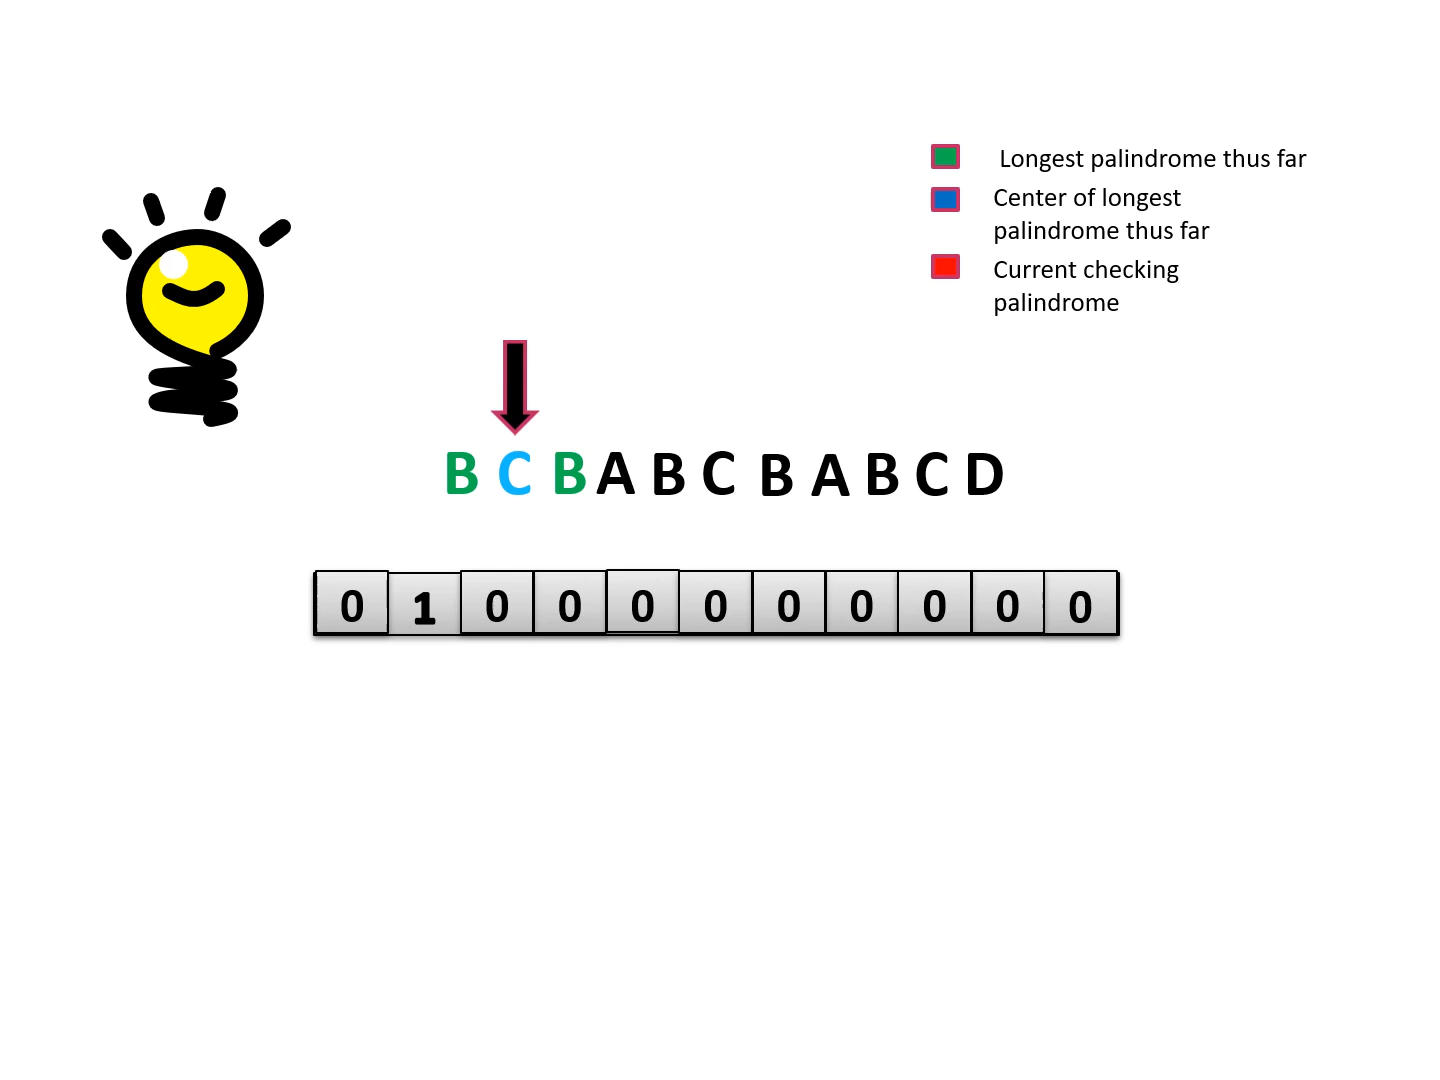 Longest palindrome thus far
Center of longest
palindrome thus far
Current checking
palindrome
B C B A B C B A B C D
0 1 0 0 0 0 0 0 0 0 0